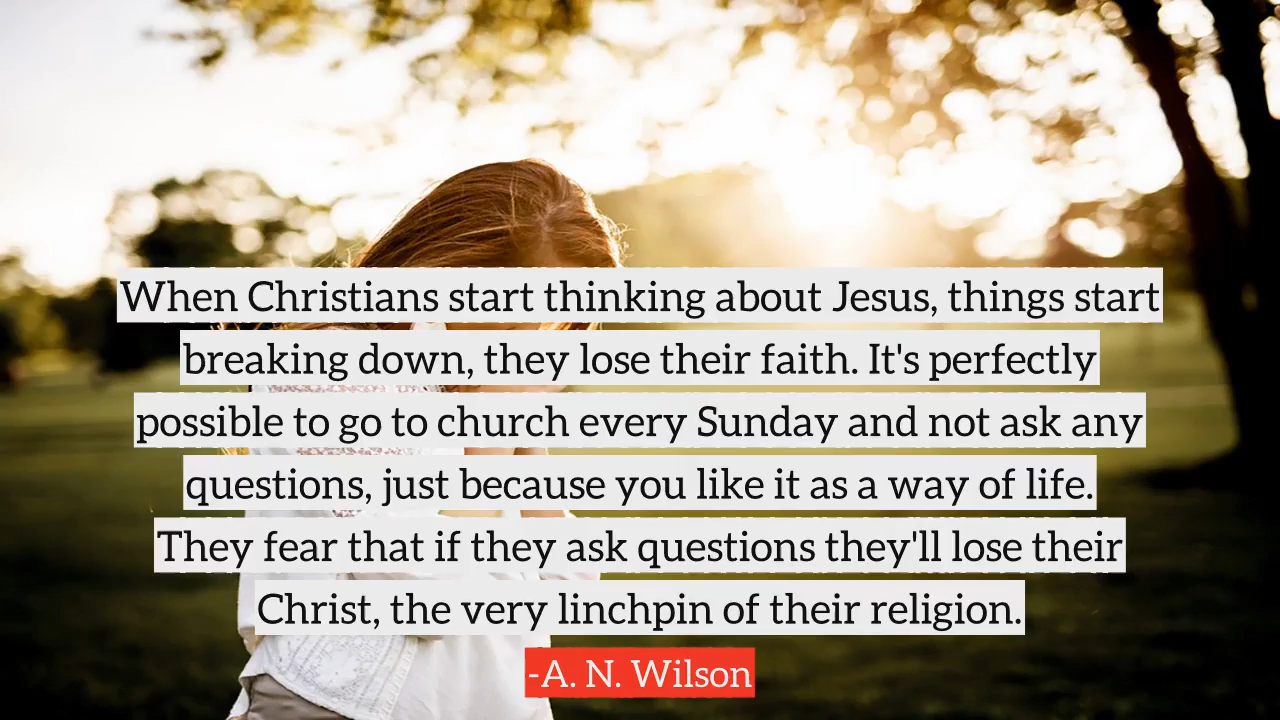 When Christians start thinking about Jesus, things start
breaking down, they lose their faith. It's perfectly
possible to go to church every Sunday and not ask any
questions, just because you like it as a way of life.
They fear that if they ask questions they'll lose their
Christ, the very linchpin of their religion.
-A. N. Wilson